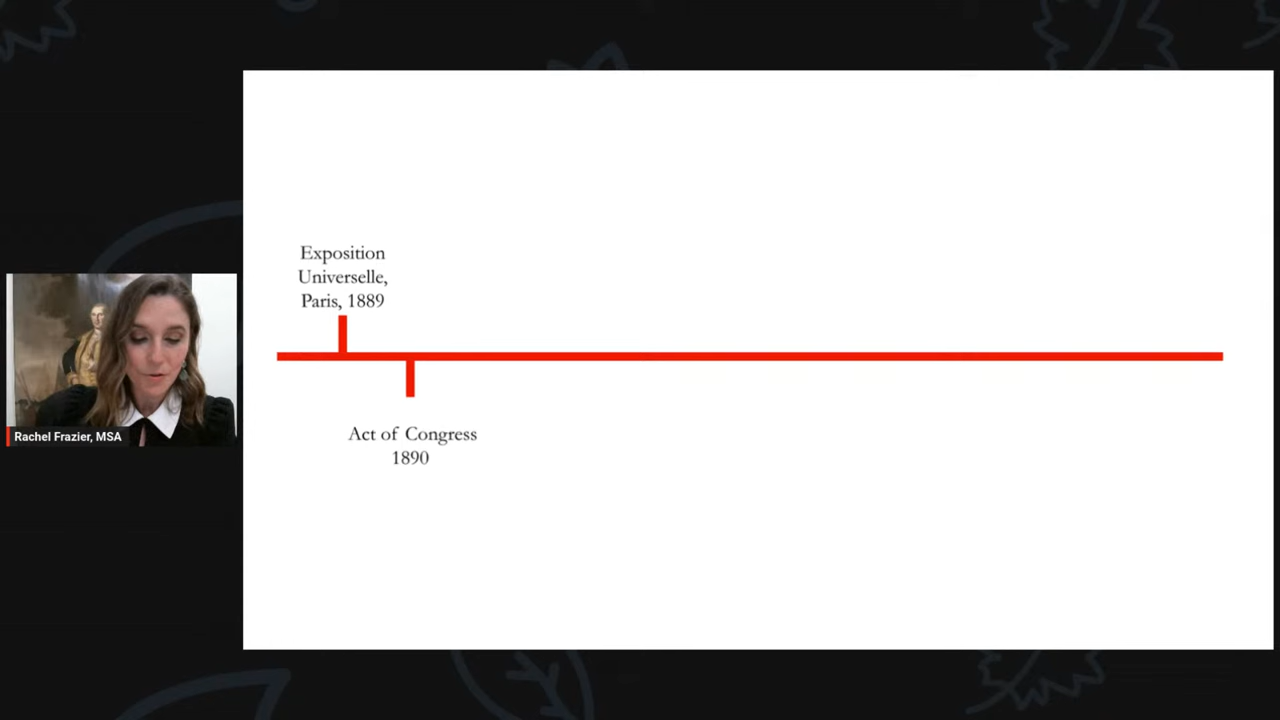 Exposition
Universelle,
Paris, 1889
Rachel Frazier, MSA
Act of Congress
1890